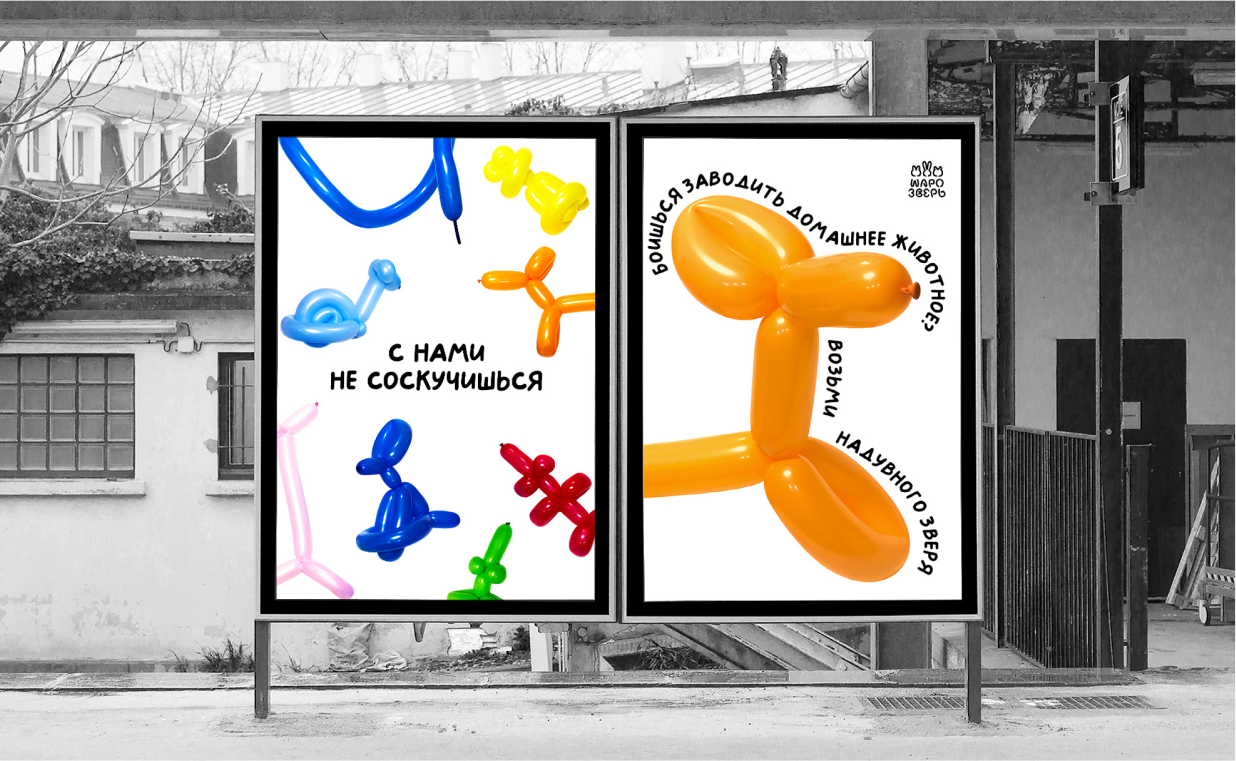 С НАМИ
НЕ СОСКУЧИШЬСЯ
БОИШЬСЯ ЗАВОДИТЬ ДОМАШНЕЕ ЖИВОТНОЕ?
ВОЗЬМИ
НАДУВНОГО ЗВЕРЯ
ШАРО
ЗВЕРЬ